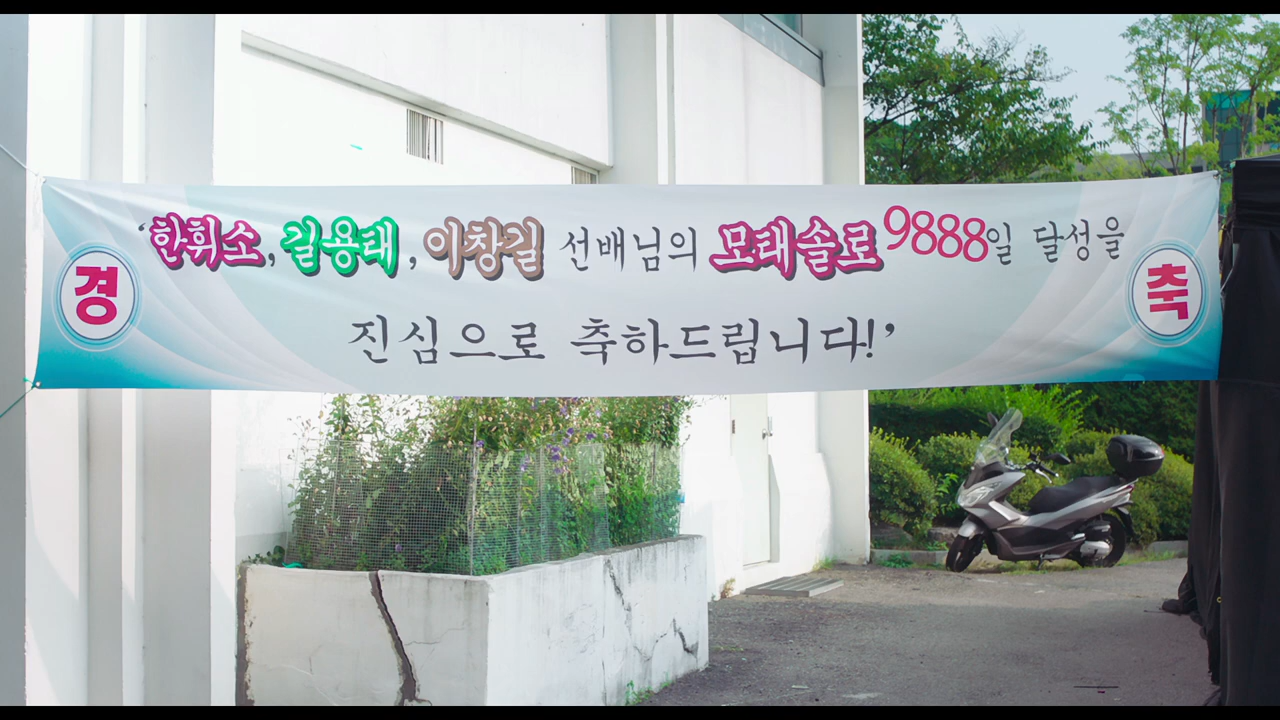 경 축
'한휘소, 길용태, 이창길 선배님의 모태솔로 9888일 달성을
진심으로 축하드립니다!'